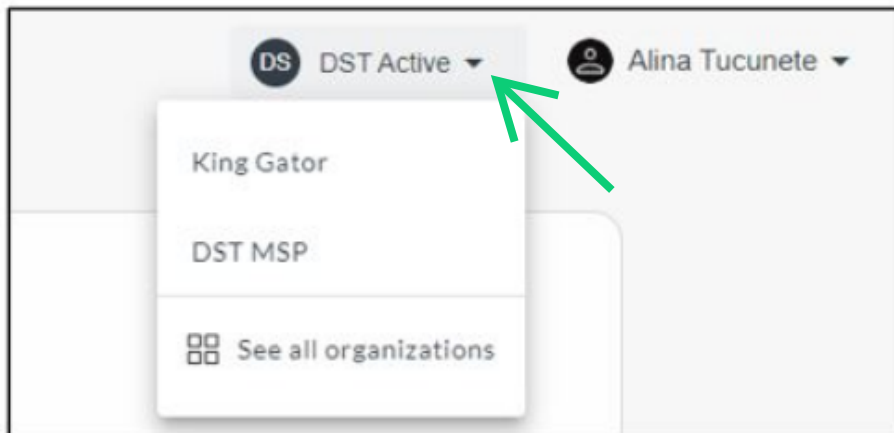 DS DST Active Alina Tucunete
King Gator
DST MSP
See all organizations